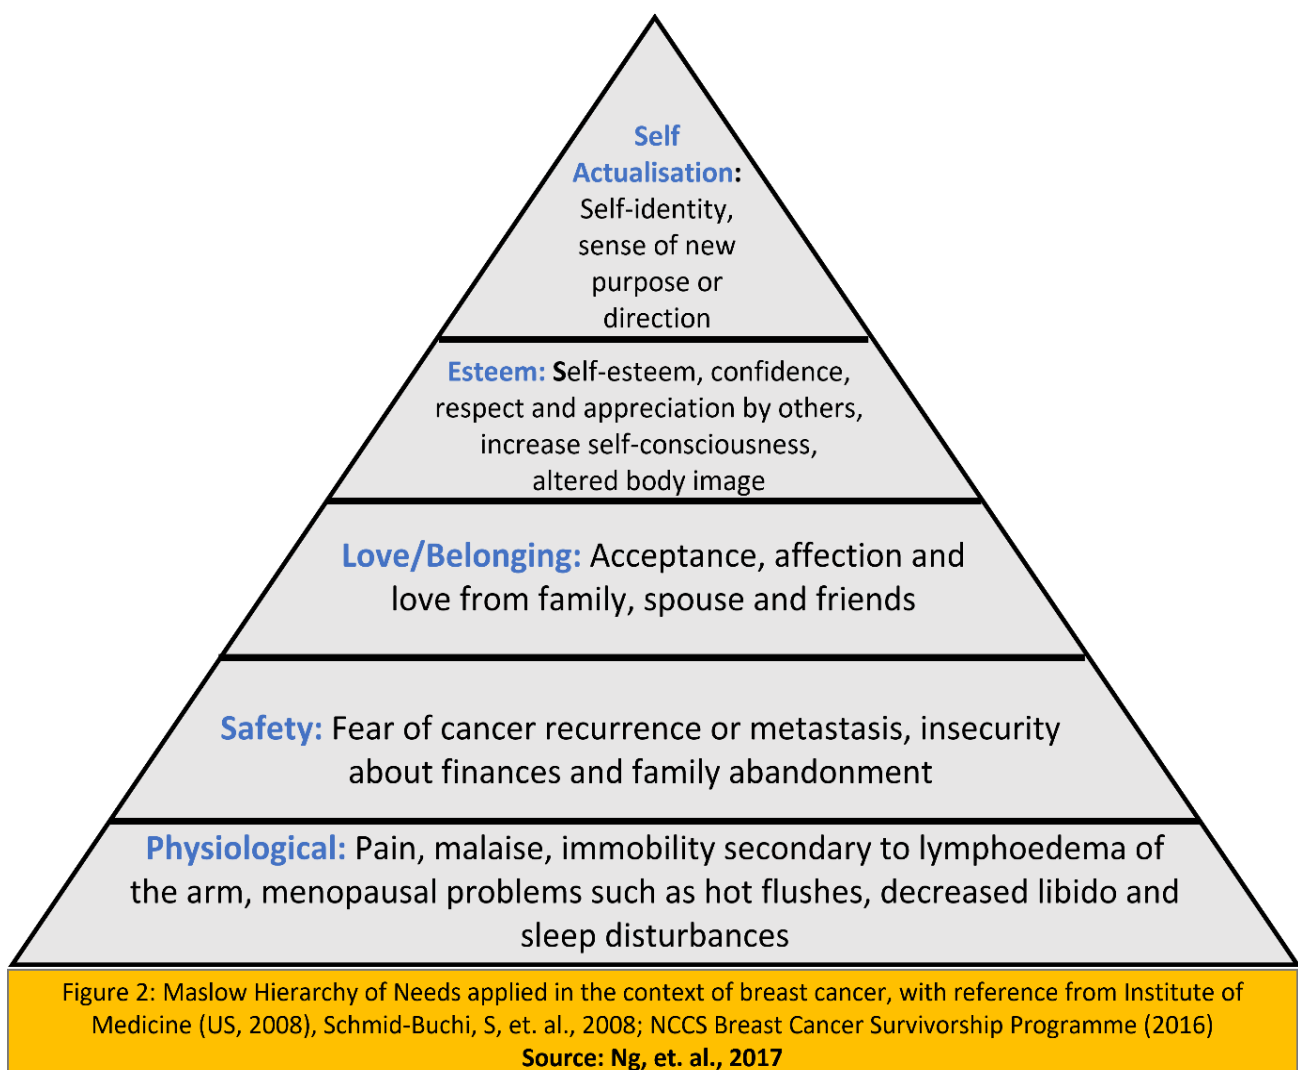 Self
Actualisation:
Self-identity,
sense of new
purpose or
direction
Esteem: Self-esteem, confidence,
respect and appreciation by others,
increase self-consciousness,
altered body image
Love/Belonging: Acceptance, affection and
love from family, spouse and friends
Safety: Fear of cancer recurrence or metastasis, insecurity
about finances and family abandonment
Physiological: Pain, malaise, immobility secondary to lymphoedema of
the arm, menopausal problems such as hot flushes, decreased libido and
sleep disturbances
Figure 2: Maslow Hierarchy of Needs applied in the context of breast cancer, with reference from Institute of
Medicine (US, 2008), Schmid-Buchi, S, et. al., 2008; NCCS Breast Cancer Survivorship Programme (2016)
Source: Ng, et. al., 2017